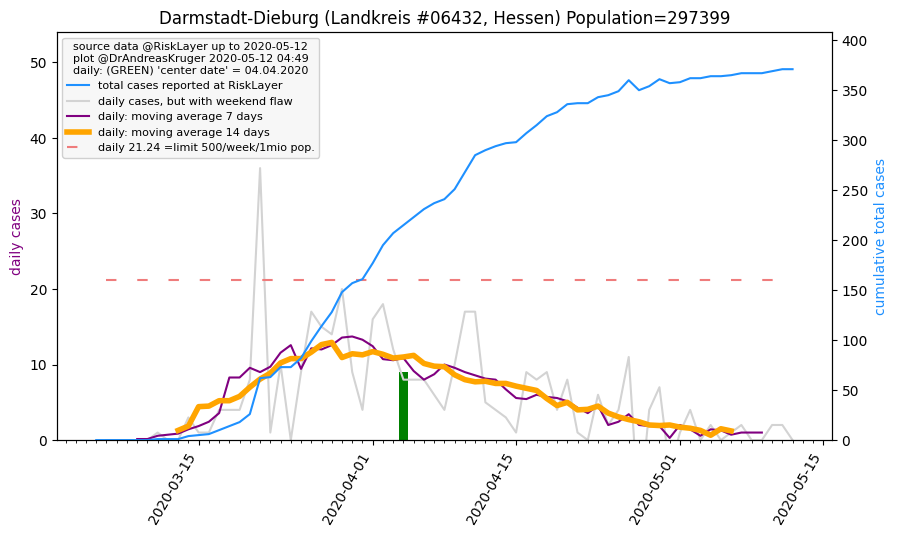 Darmstadt-Dieburg (Landkreis #06432, Hessen) Population=297399
source data @RiskLayer up to 2020-05-12
plot @DrAndreasKruger 2020-05-12 04:49
daily: (GREEN) 'center date' = 04.04.2020
total cases reported at RiskLayer
daily cases, but with weekend flaw
daily: moving average 7 days
daily: moving average 14 days
daily 21.24 =limit 500/week/1mio pop.
daily cases
50
40
30
20
10
0
cumulative total cases
400
350
300
250
200
150
100
50
0
2020-03-15
2020-04-01
2020-04-15
2020-05-01
2020-05-15